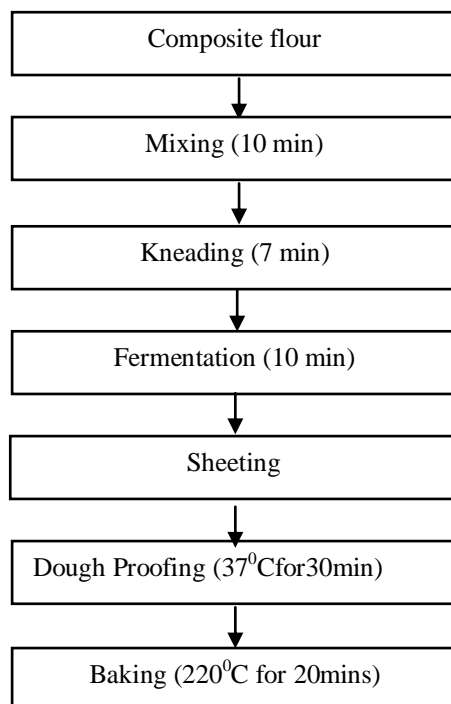 Composite flour
Mixing (10 min)
Kneading (7 min)
Fermentation (10 min)
Sheeting
Dough Proofing (37⁰Cfor30min)
Baking (220⁰C for 20mins)